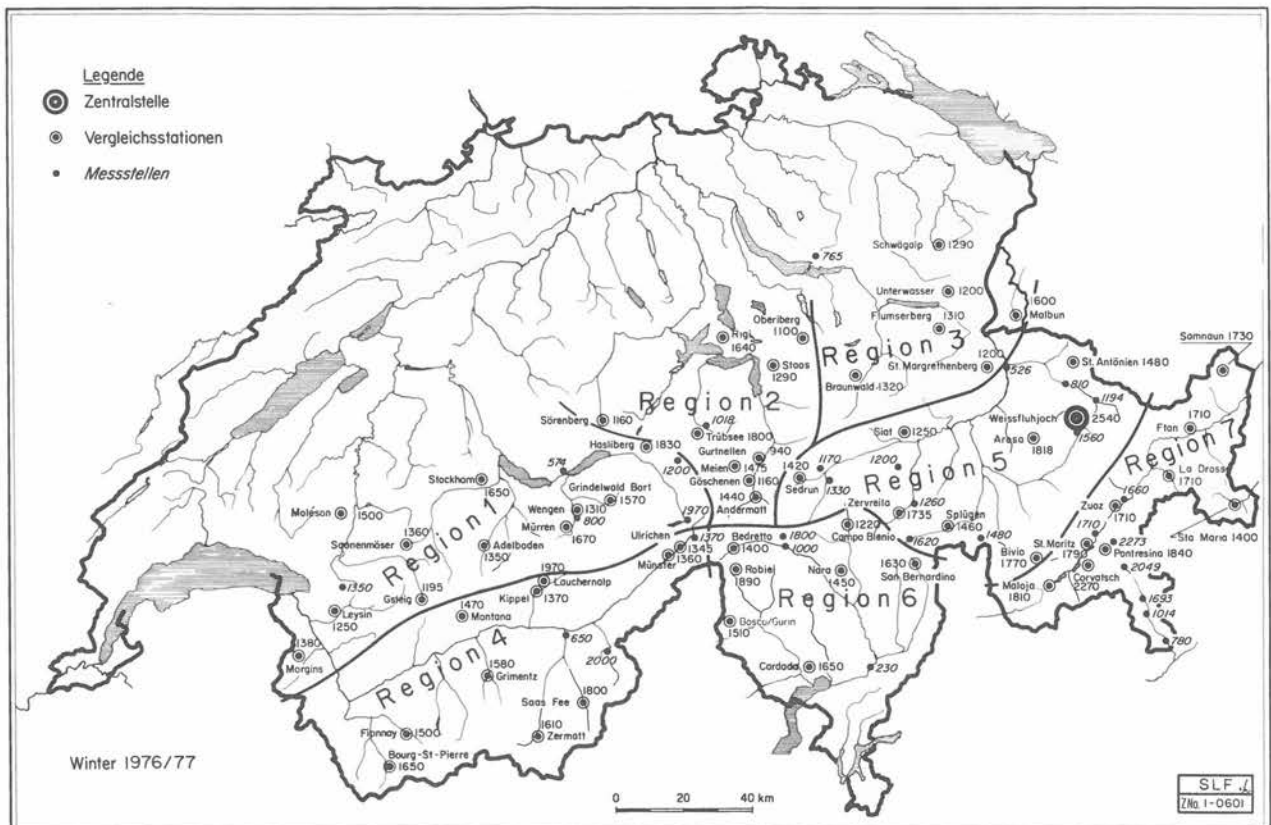 Legende
Zentralstelle
Vergleichsstationen
Messstellen
765
Schwägalp 1290
Unterwasser 1200
Flumserberg 1310
1600 Malbun
Oberiberg 1100
Rigi 1640
Stoos 1290
Region 3
Braunwald 1320
1200 St. Margrethenberg
526
St. Antönien 1480
Samnaun 1730
810
1194
Weissfluhjoch 2540
1560
Arosa 1818
Ftan 1710
Region 7
La Drossa 1710
Sta Maria 1400
Zuoz 1710
1660
Region 2
Sörenberg 1160
1018
Trübsee 1800
Hasliberg 1830
1200
574
Gurtnellen 940
Meien 1475
Göschenen 1160
1440 Andermatt
1420 Sedrun
1170
1330
Siat 1250
1200
Region 5
1260
Zervreila 1735
Splügen 1460
1620
1480
Bivio 1770
St. Moritz 1790
1710
2273
Pontresina 1840
2049
Corvatsch 2270
Maloja 1810
1693
1014
780
Stockhorn 1650
Grindelwald Bort 1570
Wengen 1310
800
Mürren 1670
Moleson 1500
Region 1
1360 Saanenmöser
Adelboden 1350
1350
1195 Gsteig
Leysin 1250
1380 Morgins
1970
Ulrichen 1345
1370
Münster 1360
1970 Lauchernalp
Kippel 1370
1470 Montana
Region 4
650
2000
1580 Grimentz
Saas Fee 1800
1610 Zermatt
Fionnay 1500
Bourg-St-Pierre 1650
Bedretto 1400
1800
1000
Robiei 1890
1220 Campo Blenio
Nara 1450
1630 San Bernardino
Region 6
Bosco/Gurin 1510
Cardada 1650
230
Winter 1976/77
0 20 40 km
SLF
ZNo. 1-0601